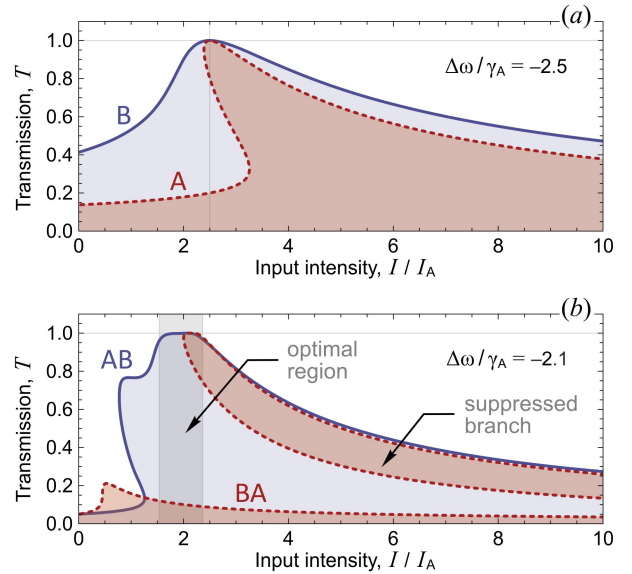 (a)
1.0
0.8
0.6
0.4
0.2
0.0
Transmission, T
B
A
Δω / γA = −2.5
0 2 4 6 8 10
Input intensity, I / IA
(b)
1.0
0.8
0.6
0.4
0.2
0.0
Transmission, T
AB
optimal
region
Δω / γA = −2.1
suppressed
branch
BA
0 2 4 6 8 10
Input intensity, I / IA